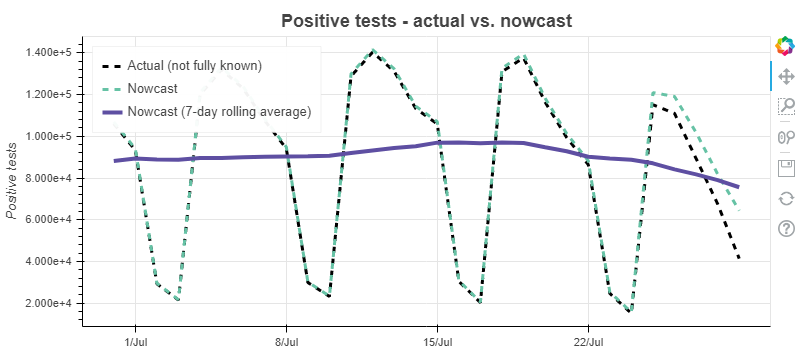 Positive tests - actual vs. nowcast
1.400e+5
1.200e+5
1.000e+5
8.000e+4
6.000e+4
4.000e+4
2.000e+4
Positive tests
Actual (not fully known)
Nowcast
Nowcast (7-day rolling average)
1/Jul
8/Jul
15/Jul
22/Jul